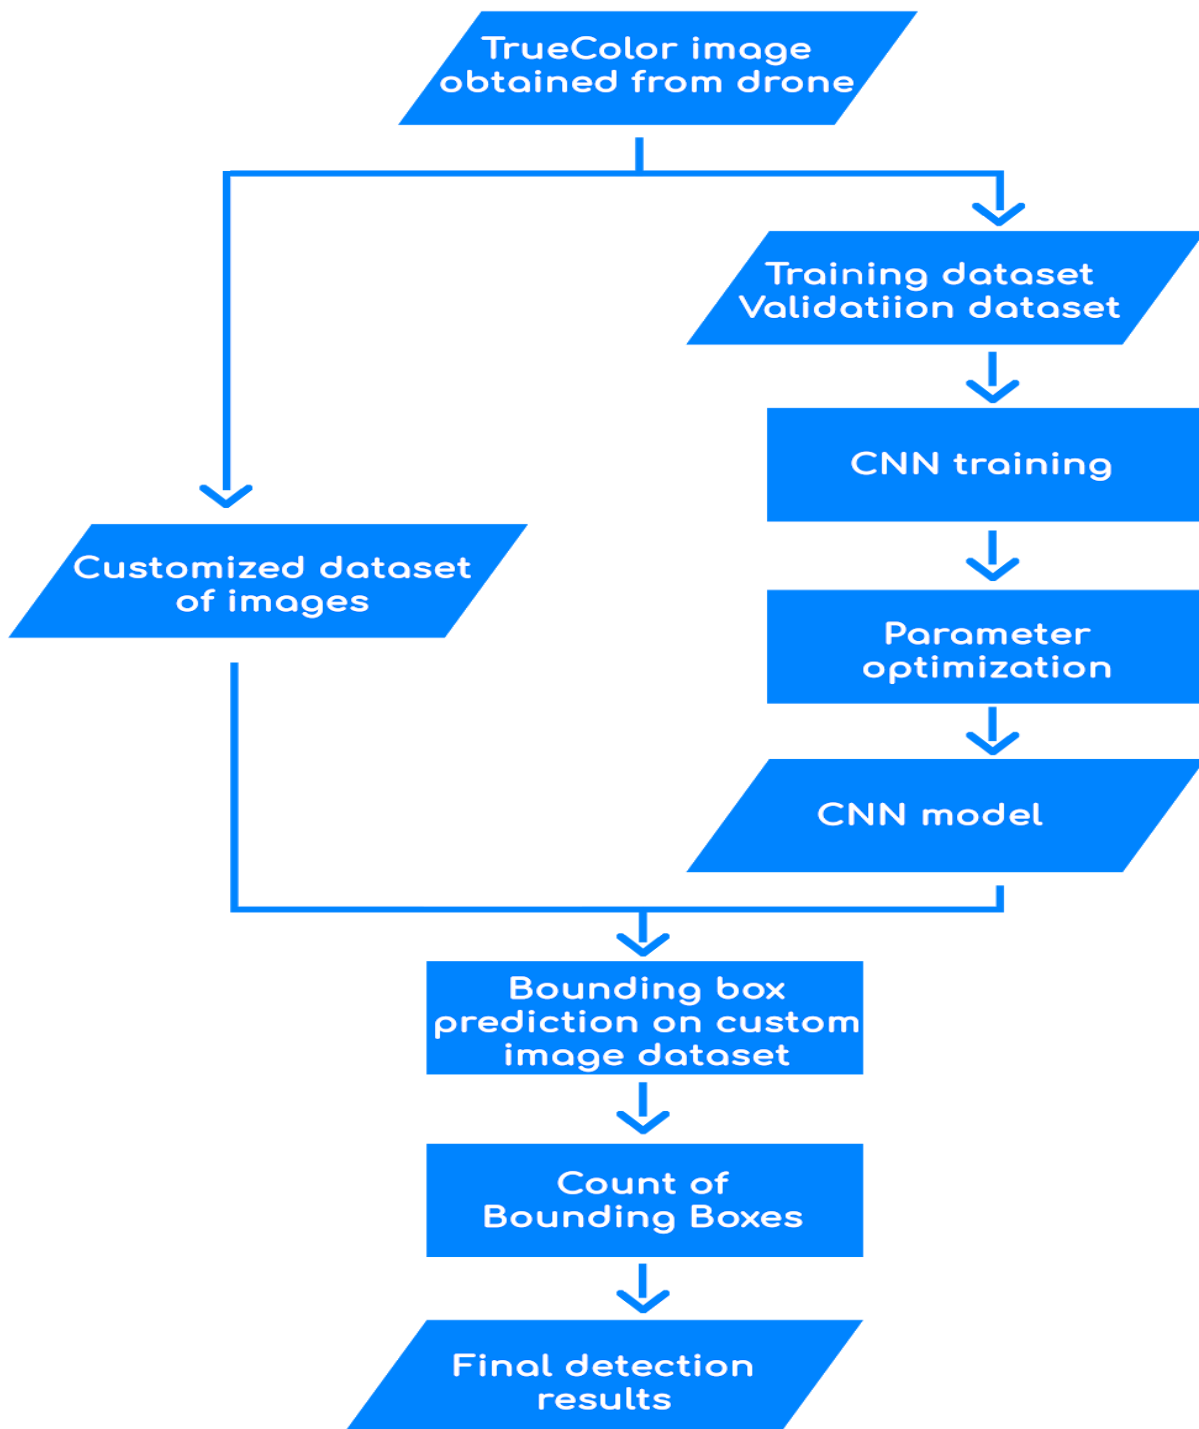 TrueColor image
obtained from drone
Training dataset
Validatiion dataset
CNN training
Customized dataset
of images
Parameter
optimization
CNN model
Bounding box
prediction on custom
image dataset
Count of
Bounding Boxes
Final detection
results